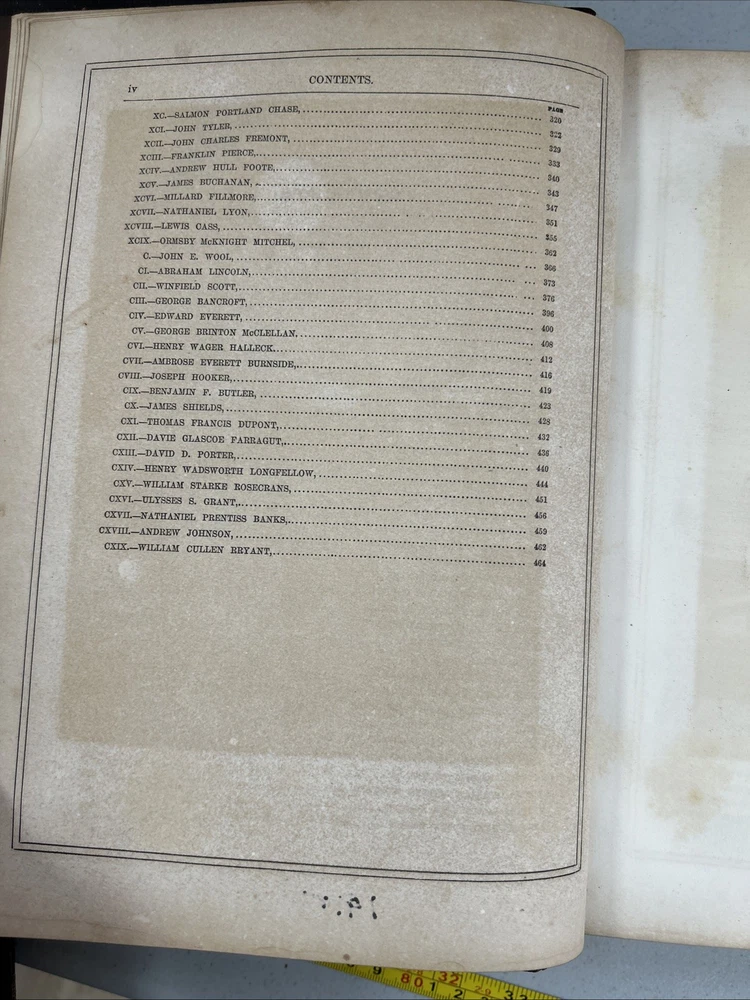 iv
CONTENTS.
PAGE
XC.—SALMON PORTLAND CHASE, 320
XCI.—JOHN TYLER, 322
XCII.—JOHN CHARLES FREMONT, 329
XCIII.—FRANKLIN PIERCE, 333
XCIV.—ANDREW HULL FOOTE, 340
XCV.—JAMES BUCHANAN, 343
XCVI.—MILLARD FILLMORE, 347
XCVII.—NATHANIEL LYON, 351
XCVIII.—LEWIS CASS, 355
XCIX.—ORMSBY McKNIGHT MITCHEL, 362
C.—JOHN E. WOOL, 366
CI.—ABRAHAM LINCOLN, 373
CII.—WINFIELD SCOTT, 376
CIII.—GEORGE BANCROFT, 396
CIV.—EDWARD EVERETT, 400
CV.—GEORGE BRINTON McCLELLAN, 408
CVI.—HENRY WAGER HALLECK 412
CVII.—AMBROSE EVERETT BURNSIDE, 416
CVIII.—JOSEPH HOOKER, 419
CIX.—BENJAMIN F. BUTLER, 423
CX.—JAMES SHIELDS, 428
CXI.—THOMAS FRANCIS DUPONT, 432
CXII.—DAVIE GLASCOE FARRAGUT, 436
CXIII.—DAVID D. PORTER, 440
CXIV.—HENRY WADSWORTH LONGFELLOW, 444
CXV.—WILLIAM STARKE ROSECRANS, 451
CXVI.—ULYSSES S. GRANT, 456
CXVII.—NATHANIEL PRENTISS BANKS, 459
CXVIII.—ANDREW JOHNSON, 462
CXIX.—WILLIAM CULLEN RRYANT, 464
32
9 80 1 2